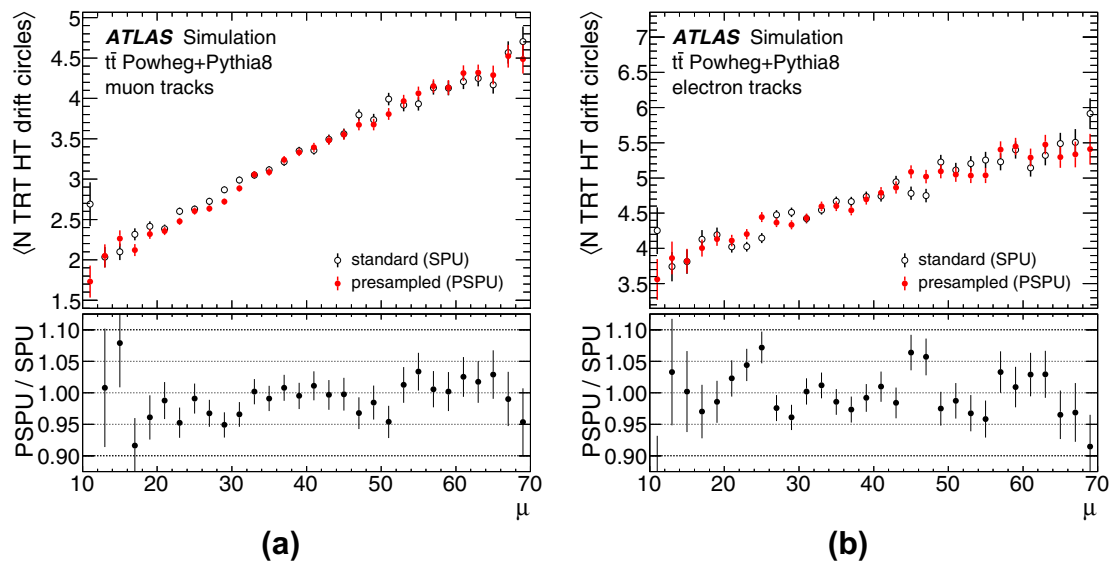 ATLAS Simulation
tt̄ Powheg+Pythia8
muon tracks
⟨N TRT HT drift circles⟩
5
4.5
4
3.5
3
2.5
2
1.5
standard (SPU)
presampled (PSPU)
PSPU / SPU
1.10
1.05
1.00
0.95
0.90
10 20 30 40 50 60 70
μ
(a)
ATLAS Simulation
tt̄ Powheg+Pythia8
electron tracks
⟨N TRT HT drift circles⟩
7
6.5
6
5.5
5
4.5
4
3.5
standard (SPU)
presampled (PSPU)
PSPU / SPU
1.10
1.05
1.00
0.95
0.90
10 20 30 40 50 60 70
μ
(b)